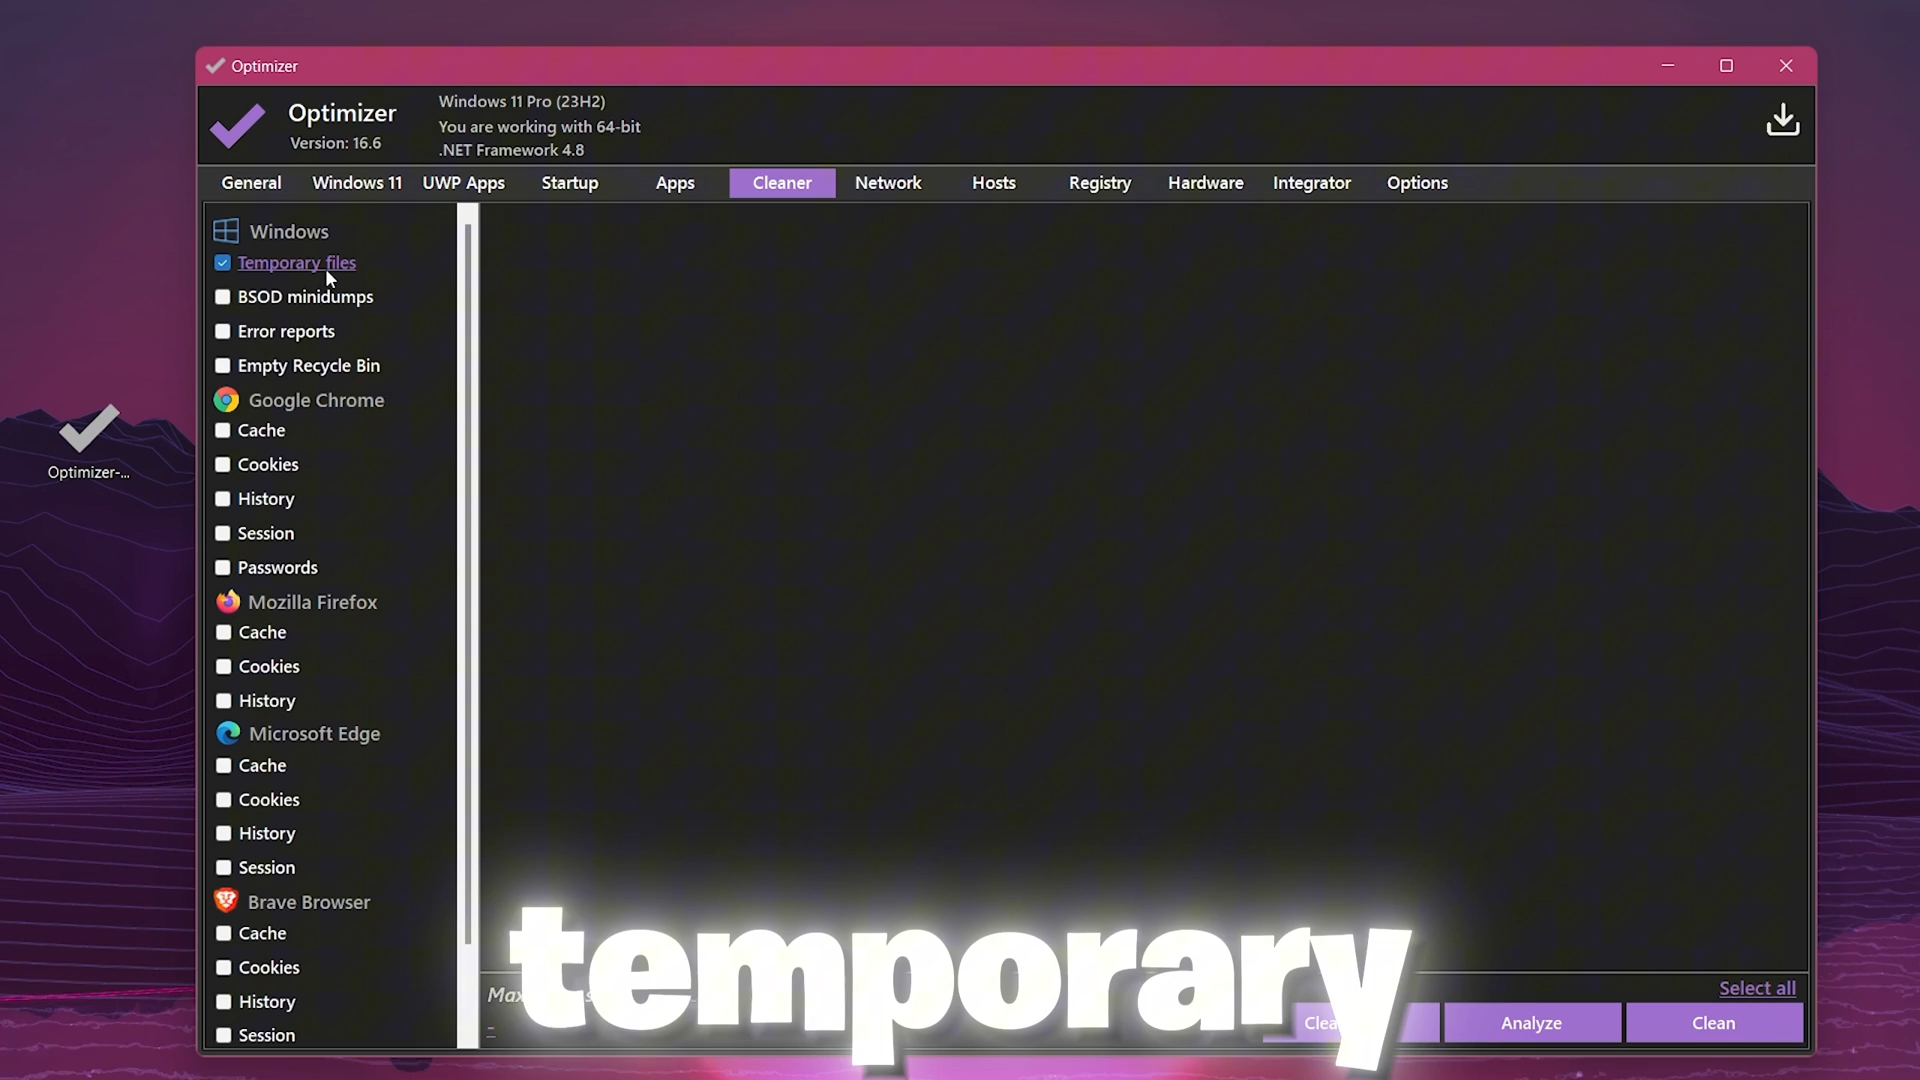 Optimizer
Optimizer
Version: 16.6
Windows 11 Pro (23H2)
You are working with 64-bit
.NET Framework 4.8
General Windows 11 UWP Apps Startup Apps Cleaner Network Hosts Registry Hardware Integrator Options
Windows
Temporary files
BSOD minidumps
Error reports
Empty Recycle Bin
Google Chrome
Cache
Cookies
History
Session
Passwords
Mozilla Firefox
Cache
Cookies
History
Microsoft Edge
Cache
Cookies
History
Session
Brave Browser
Cache
Cookies
History
Session
Optimizer-...
temporary
Select all
Analyze
Clean